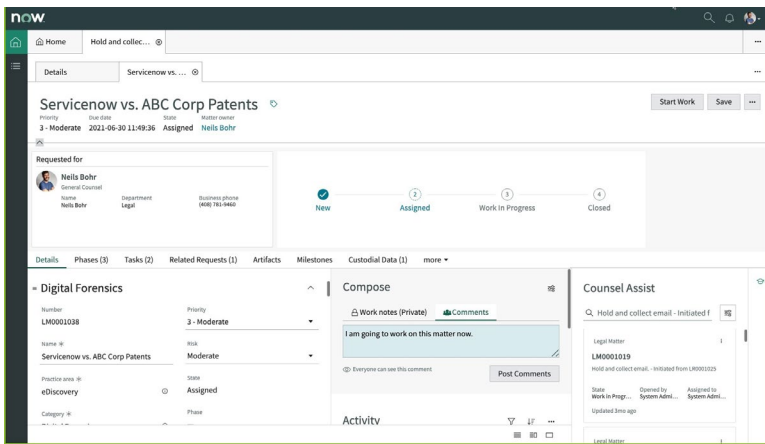 now.
Home
Hold and collec...
Details
Servicenow vs. ...
Servicenow vs. ABC Corp Patents
Start Work
Save
Priority
Due date
State
Matter owner
3 - Moderate
2021-06-30 11:49:36
Assigned
Neils Bohr
Requested for
Neils Bohr
General Counsel
Name
Department
Business phone
Neils Bohr
Legal
(408) 781-9460
2
3
4
New
Assigned
Work In Progress
Closed
Details
Phases (3)
Tasks (2)
Related Requests (1)
Artifacts
Milestones
Custodial Data (1)
more
Digital Forensics
Number
LM0001038
Priority
3 - Moderate
Name
Servicenow vs. ABC Corp Patents
Risk
Moderate
Practice area
eDiscovery
State
Assigned
Category
Phase
Compose
Work notes (Private)
Comments
I am going to work on this matter now.
Everyone can see this comment
Post Comments
Activity
Counsel Assist
Hold and collect email - Initiated f
Legal Matter
LM0001019
Hold and collect email. - Initiated from LM0001025
State
Opened by
Assigned to
Work in Progr...
System Admi...
System Admi...
Updated 3mo ago
Legal Matter